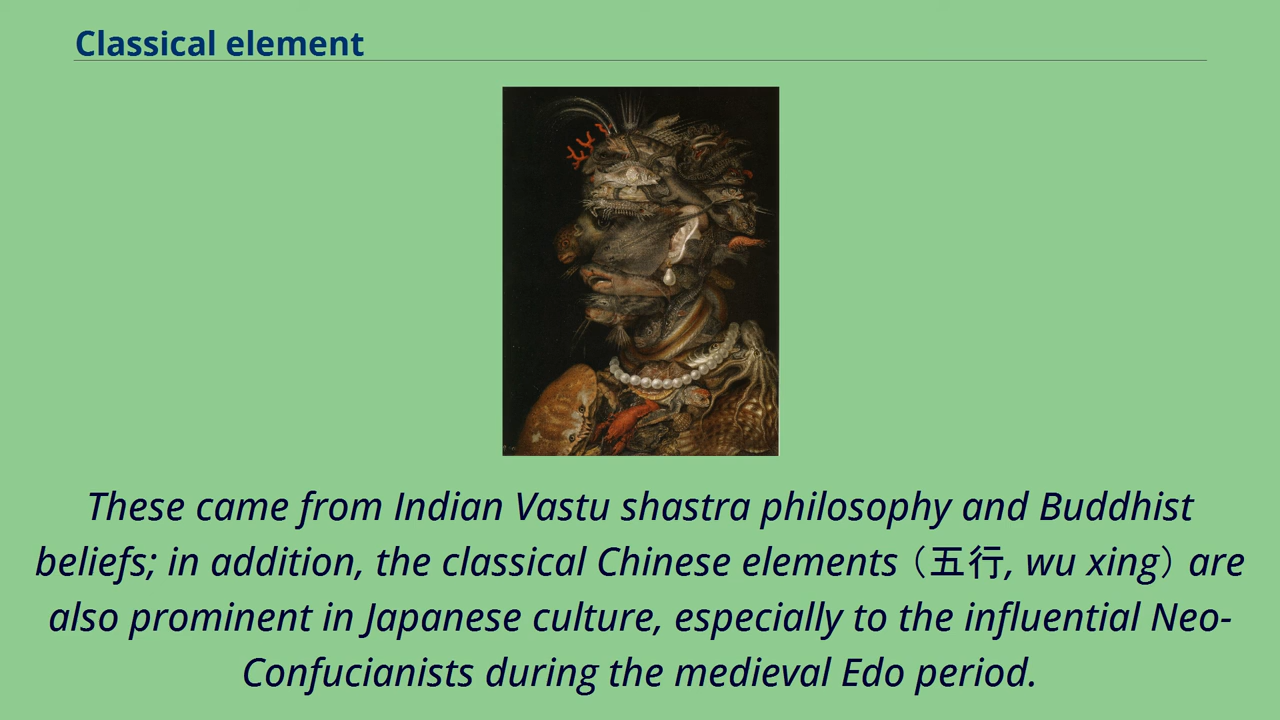 Classical element
These came from Indian Vastu shastra philosophy and Buddhist
beliefs; in addition, the classical Chinese elements（五行, wu xing）are
also prominent in Japanese culture, especially to the influential Neo-
Confucianists during the medieval Edo period.